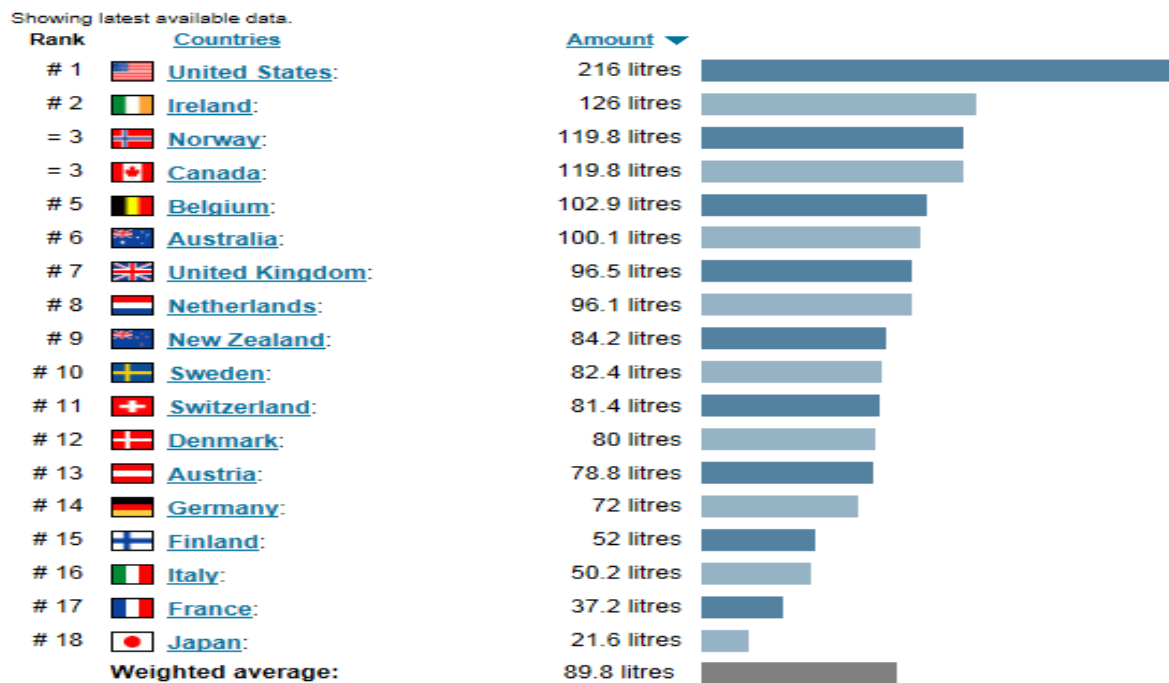 Showing latest available data.
Rank Countries Amount
# 1 United States: 216 litres
# 2 Ireland: 126 litres
= 3 Norway: 119.8 litres
= 3 Canada: 119.8 litres
# 5 Belgium: 102.9 litres
# 6 Australia: 100.1 litres
# 7 United Kingdom: 96.5 litres
# 8 Netherlands: 96.1 litres
# 9 New Zealand: 84.2 litres
# 10 Sweden: 82.4 litres
# 11 Switzerland: 81.4 litres
# 12 Denmark: 80 litres
# 13 Austria: 78.8 litres
# 14 Germany: 72 litres
# 15 Finland: 52 litres
# 16 Italy: 50.2 litres
# 17 France: 37.2 litres
# 18 Japan: 21.6 litres
Weighted average: 89.8 litres